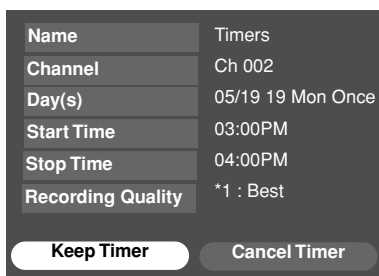 Name Timers
Channel Ch 002
Day(s) 05/19 19 Mon Once
Start Time 03:00PM
Stop Time 04:00PM
Recording Quality *1 : Best
Keep Timer Cancel Timer